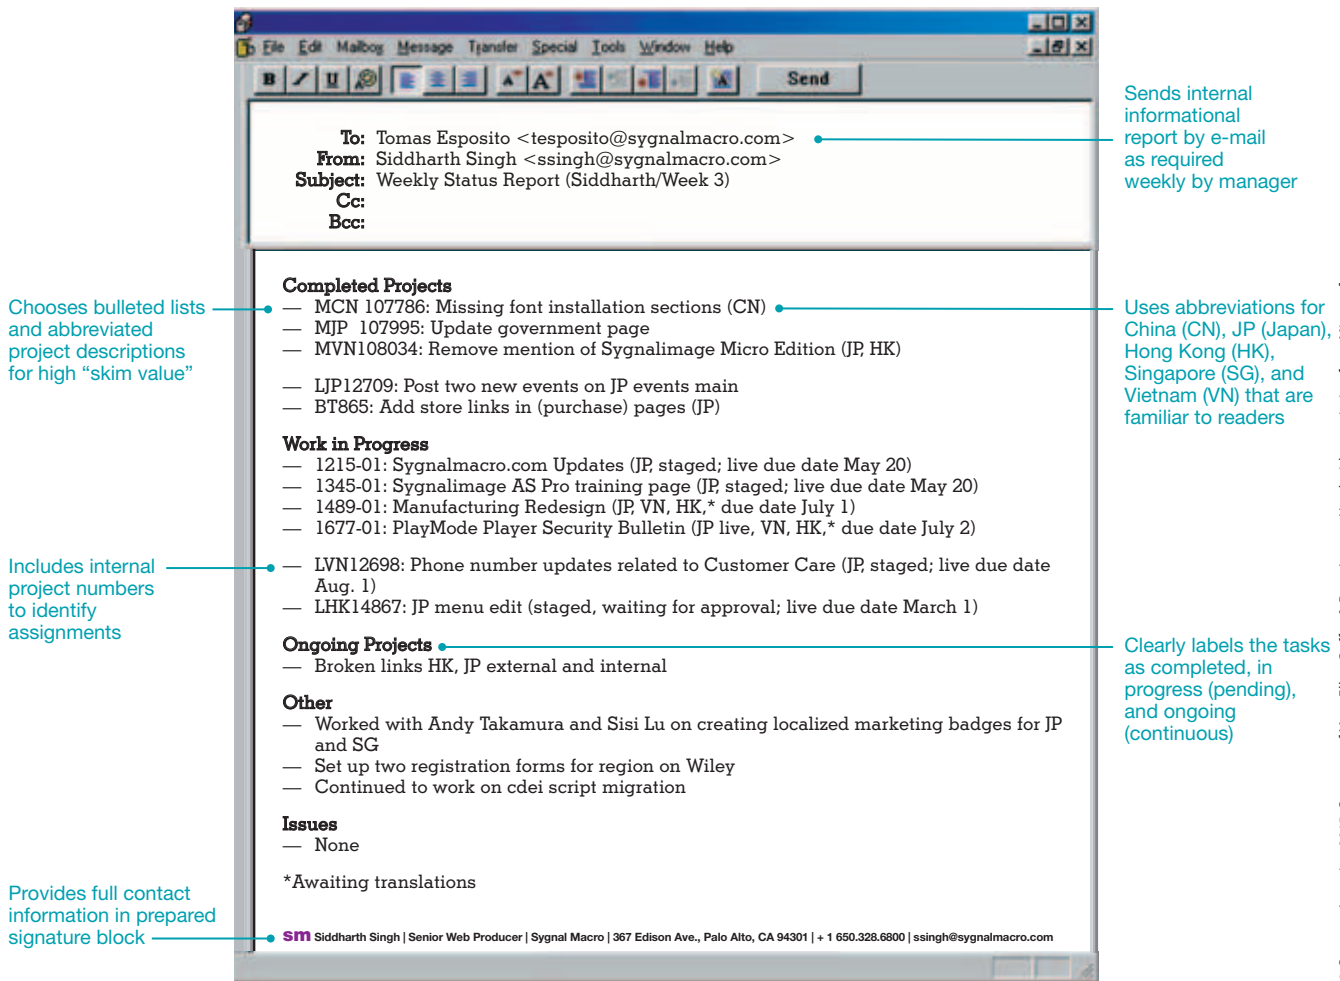 File Edit Mailbox Message Transfer Special Tools Window Help
B I U A A Send
To: Tomas Esposito <tesposito@sygnalmacro.com>
From: Siddharth Singh <ssingh@sygnalmacro.com>
Subject: Weekly Status Report (Siddharth/Week 3)
Cc:
Bcc:
Sends internal
informational
report by e-mail
as required
weekly by manager
Completed Projects
— MCN 107786: Missing font installation sections (CN)
— MJP 107995: Update government page
— MVN108034: Remove mention of Sygnalimage Micro Edition (JP, HK)
— LJP12709: Post two new events on JP events main
— BT865: Add store links in (purchase) pages (JP)
Chooses bulleted lists
and abbreviated
project descriptions
for high “skim value”
Uses abbreviations for
China (CN), JP (Japan),
Hong Kong (HK),
Singapore (SG), and
Vietnam (VN) that are
familiar to readers
Work in Progress
— 1215-01: Sygnalmacro.com Updates (JP, staged; live due date May 20)
— 1345-01: Sygnalimage AS Pro training page (JP, staged; live due date May 20)
— 1489-01: Manufacturing Redesign (JP, VN, HK,* due date July 1)
— 1677-01: PlayMode Player Security Bulletin (JP live, VN, HK,* due date July 2)
— LVN12698: Phone number updates related to Customer Care (JP, staged; live due date
Aug. 1)
— LHK14867: JP menu edit (staged, waiting for approval; live due date March 1)
Includes internal
project numbers
to identify
assignments
Ongoing Projects
— Broken links HK, JP external and internal
Clearly labels the tasks
as completed, in
progress (pending),
and ongoing
(continuous)
Other
— Worked with Andy Takamura and Sisi Lu on creating localized marketing badges for JP
and SG
— Set up two registration forms for region on Wiley
— Continued to work on cdei script migration
Issues
— None
*Awaiting translations
Provides full contact
information in prepared
signature block
sm Siddharth Singh | Senior Web Producer | Sygnal Macro | 367 Edison Ave., Palo Alto, CA 94301 | + 1 650.328.6800 | ssingh@sygnalmacro.com